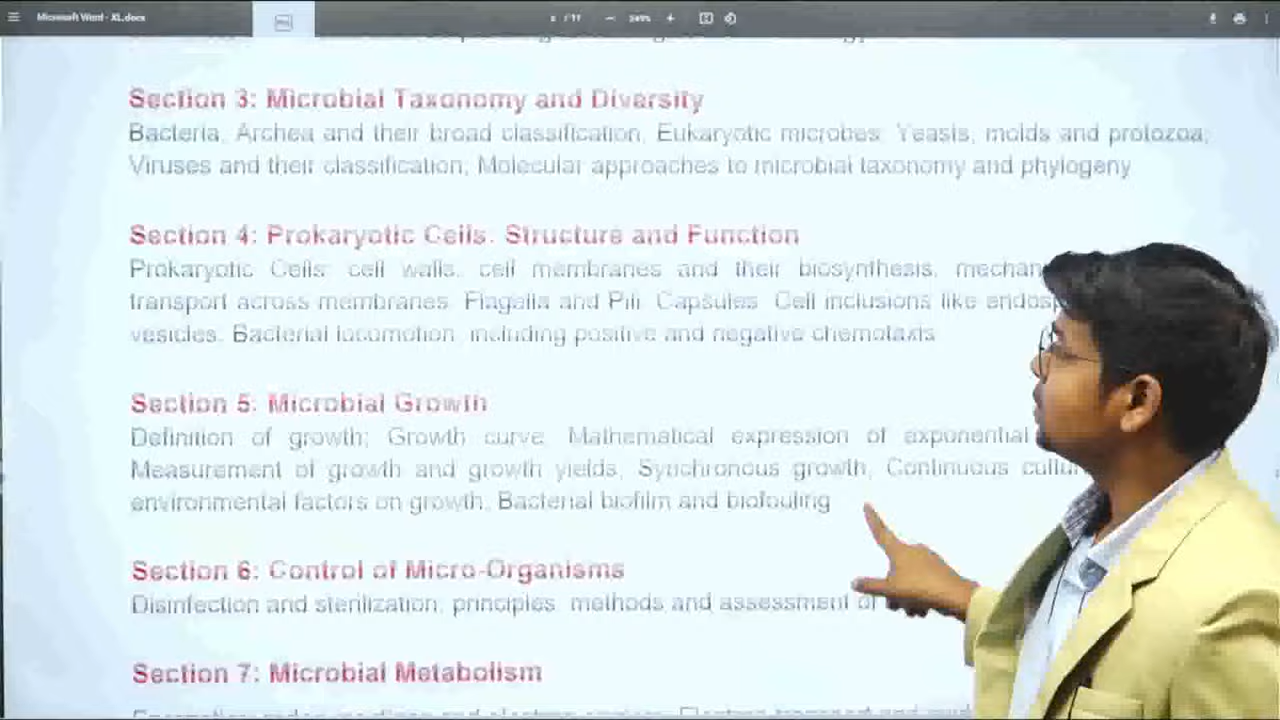 Microsoft Word - XL.docx
Section 3: Microbial Taxonomy and Diversity
Bacteria, Archea and their broad classification; Eukaryotic microbes: Yeasts, molds and protozoa;
Viruses and their classification; Molecular approaches to microbial taxonomy and phylogeny
Section 4: Prokaryotic Cells: Structure and Function
Prokaryotic Cells: cell walls, cell membranes and their biosynthesis,
transport across membranes, Flagella and Pili, Capsules, Cell inclusions like
vesicles. Bacterial locomotion, including positive and negative chemotaxis
Section 5: Microbial Growth
Definition of growth; Growth curve; Mathematical expression of exponential
Measurement of growth and growth yields; Synchronous growth; Continuous
environmental factors on growth; Bacterial biofilm and biofouling
Section 6: Control of Micro-Organisms
Disinfection and sterilization: principles, methods and assessment of
Section 7: Microbial Metabolism